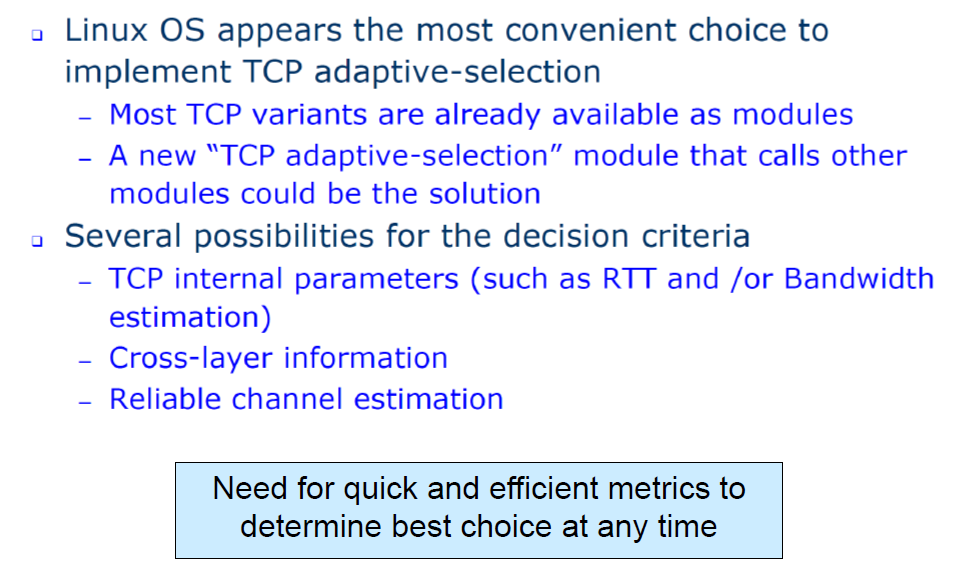 ❑ Linux OS appears the most convenient choice to
implement TCP adaptive-selection
– Most TCP variants are already available as modules
– A new “TCP adaptive-selection” module that calls other
modules could be the solution
❑ Several possibilities for the decision criteria
– TCP internal parameters (such as RTT and /or Bandwidth
estimation)
– Cross-layer information
– Reliable channel estimation
Need for quick and efficient metrics to
determine best choice at any time